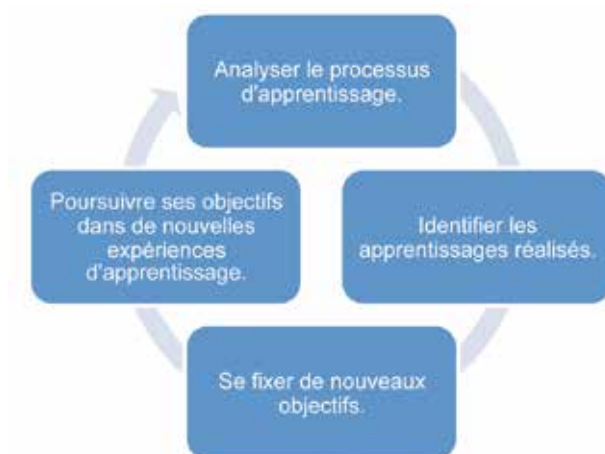 Analyser le processus
d'apprentissage.
Identifier les
apprentissages réalisés.
Se fixer de nouveaux
objectifs.
Poursuivre ses objectifs
dans de nouvelles
expériences
d'apprentissage.